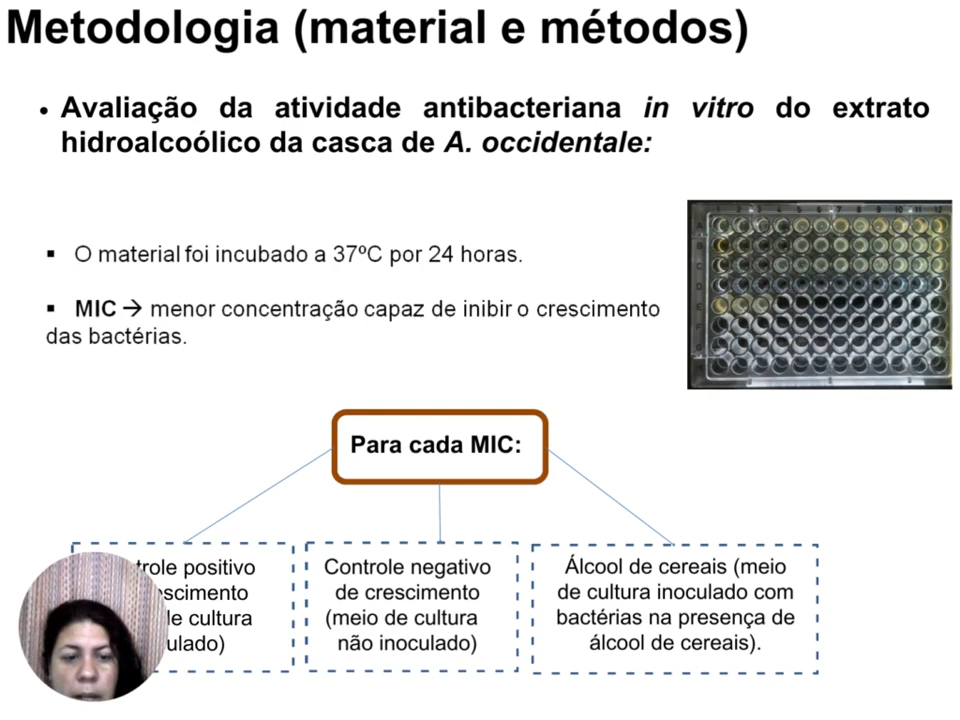 Metodologia (material e métodos)
• Avaliação da atividade antibacteriana in vitro do extrato
hidroalcoólico da casca de A. occidentale:
▪ O material foi incubado a 37ºC por 24 horas.
▪ MIC → menor concentração capaz de inibir o crescimento
das bactérias.
Para cada MIC:
positivo
cultura
Controle negativo
de crescimento
(meio de cultura
não inoculado)
Álcool de cereais (meio
de cultura inoculado com
bactérias na presença de
álcool de cereais).